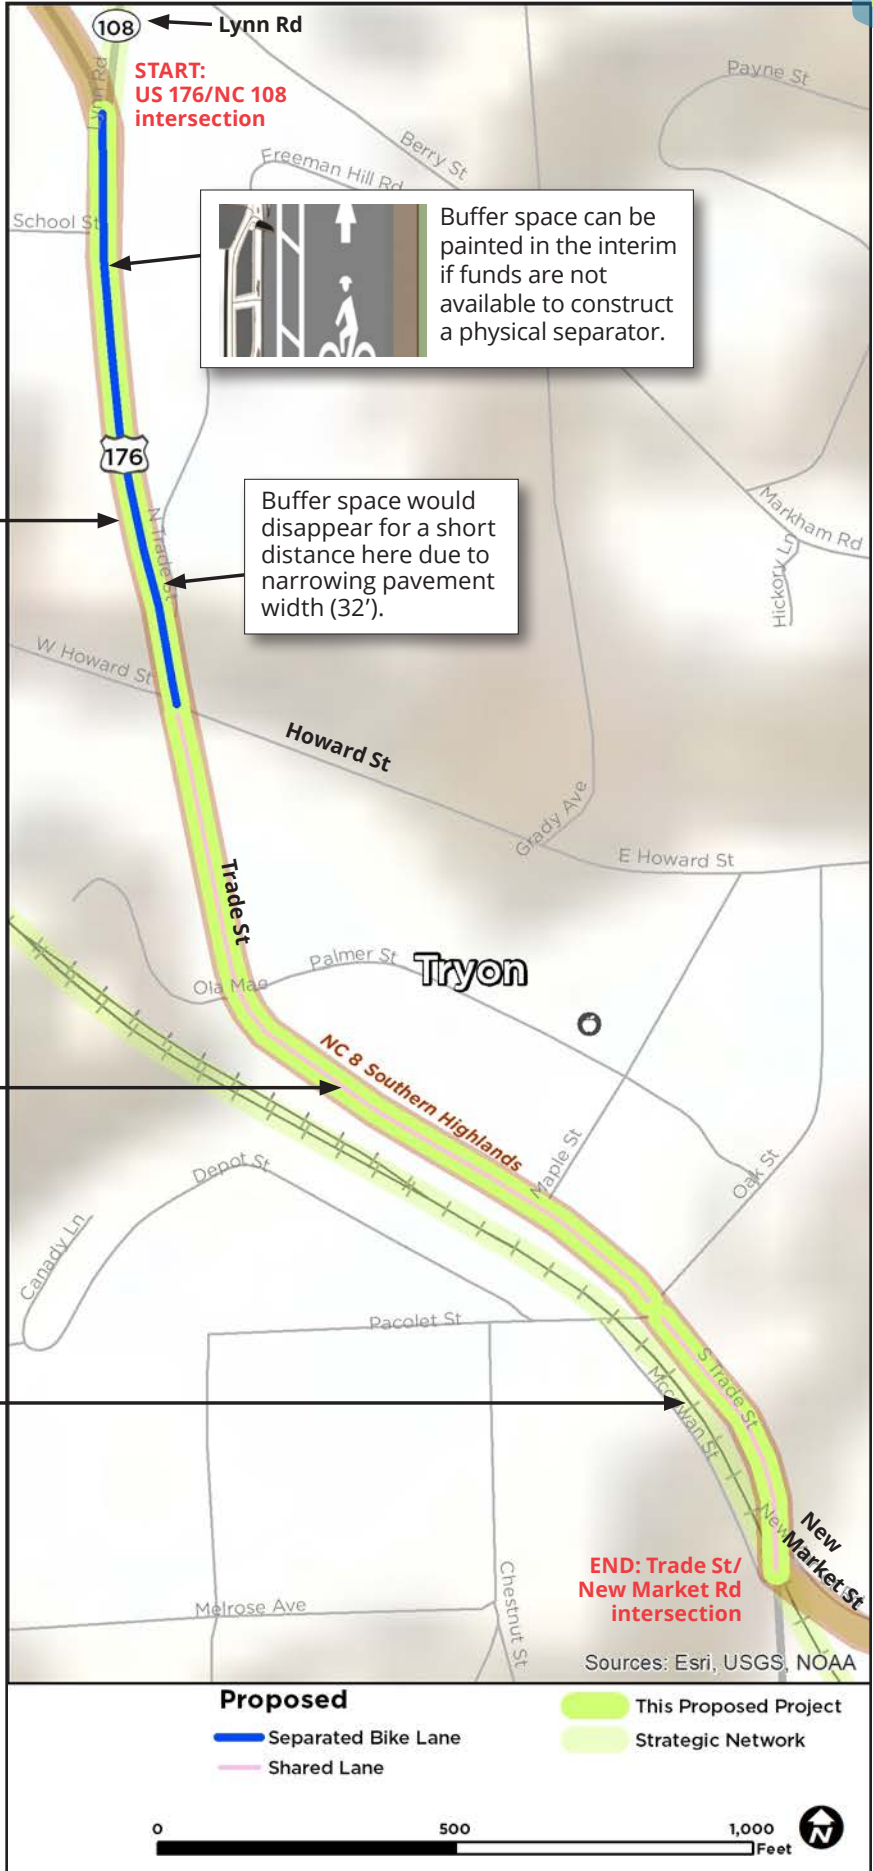 108
Lynn Rd
START:
US 176/NC 108
intersection
Lynn Rd
Payne St
Berry St
Freeman Hill Rd
School St
Buffer space can be
painted in the interim
if funds are not
available to construct
a physical separator.
176
N Trade St
Buffer space would
disappear for a short
distance here due to
narrowing pavement
width (32').
Markham Rd
Hickory Ln
W Howard St
Howard St
Grady Ave
E Howard St
Trade St
Palmer St
Tryon
Ola Mae
NC 8 Southern Highlands
Maple St
Oak St
Depot St
Canady Ln
Pacolet St
S Trade St
McCowan St
New
Market St
END: Trade St/
New Market Rd
intersection
Chestnut St
Melrose Ave
Sources: Esri, USGS, NOAA
Proposed
Separated Bike Lane
Shared Lane
This Proposed Project
Strategic Network
0 500 1,000
Feet
N